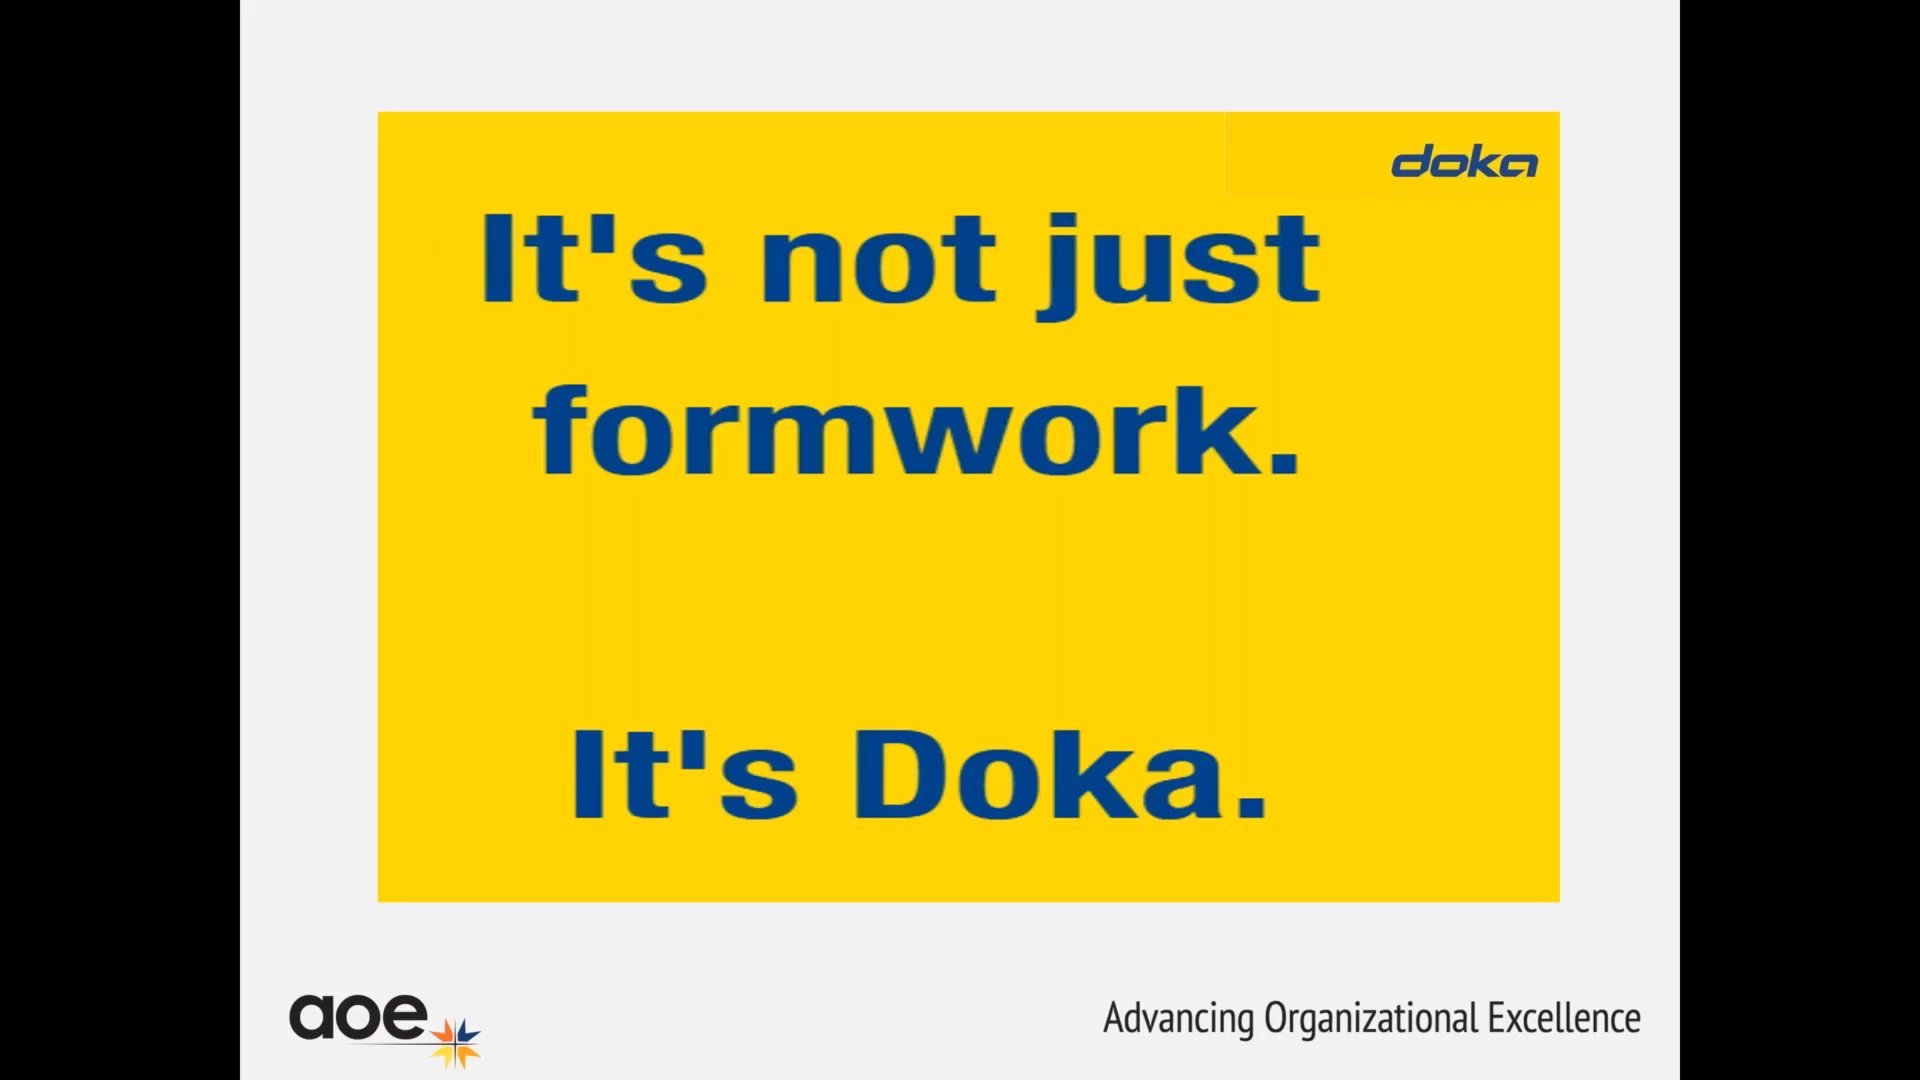 doka
It's not just
formwork.
It's Doka.
aoe
Advancing Organizational Excellence